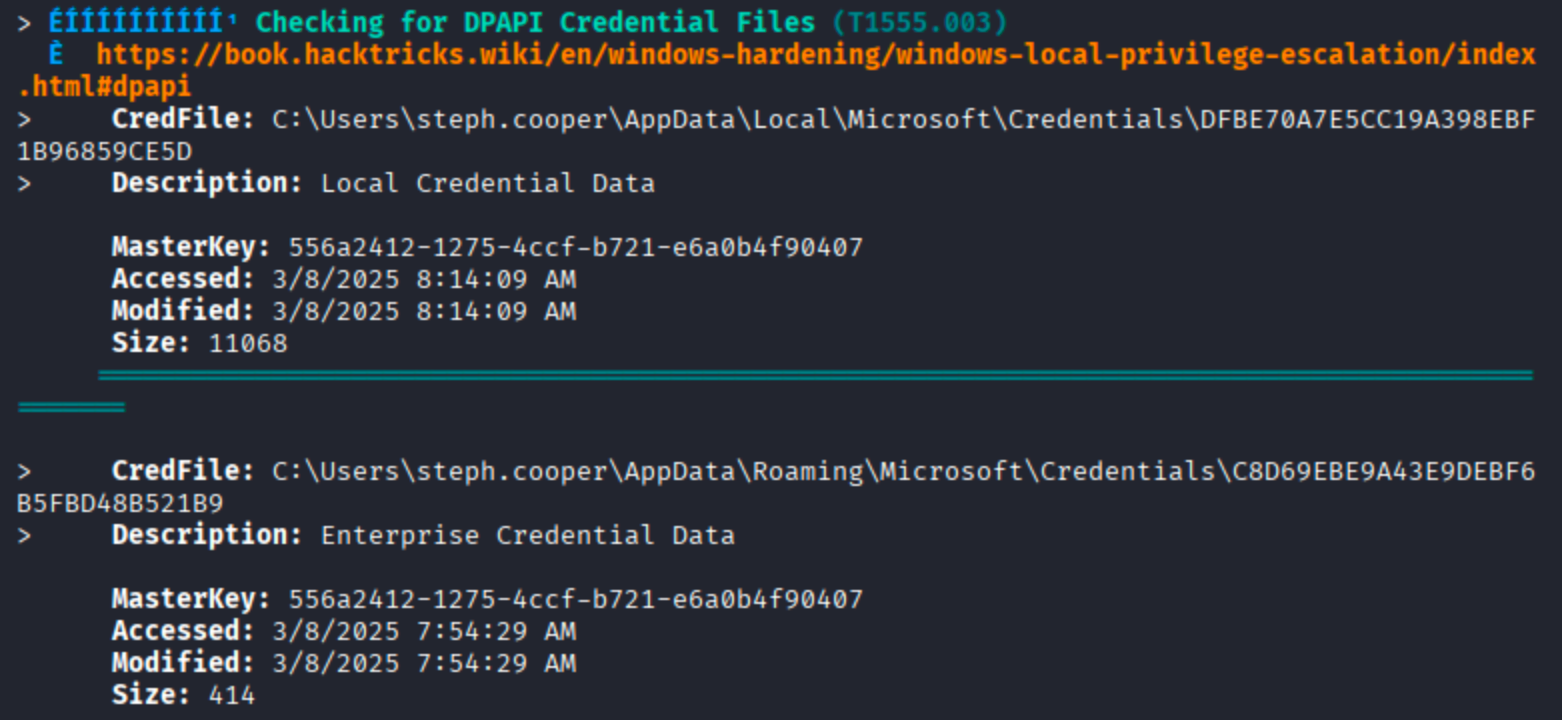 > ÉÍÍÍÍÍÍÍÍÍÍ¹ Checking for DPAPI Credential Files (T1555.003)
È https://book.hacktricks.wiki/en/windows-hardening/windows-local-privilege-escalation/index
.html#dpapi
> CredFile: C:\Users\steph.cooper\AppData\Local\Microsoft\Credentials\DFBE70A7E5CC19A398EBF
1B96859CE5D
> Description: Local Credential Data
MasterKey: 556a2412-1275-4ccf-b721-e6a0b4f90407
Accessed: 3/8/2025 8:14:09 AM
Modified: 3/8/2025 8:14:09 AM
Size: 11068
> CredFile: C:\Users\steph.cooper\AppData\Roaming\Microsoft\Credentials\C8D69EBE9A43E9DEBF6
B5FBD48B521B9
> Description: Enterprise Credential Data
MasterKey: 556a2412-1275-4ccf-b721-e6a0b4f90407
Accessed: 3/8/2025 7:54:29 AM
Modified: 3/8/2025 7:54:29 AM
Size: 414